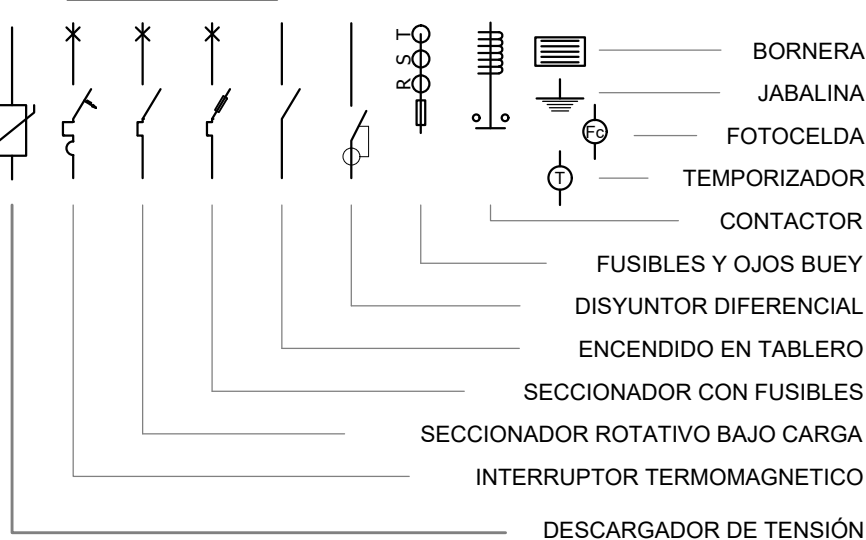 T
S
R
BORNERA
JABALINA
Fc
FOTOCELDA
T
TEMPORIZADOR
CONTACTOR
FUSIBLES Y OJOS BUEY
DISYUNTOR DIFERENCIAL
ENCENDIDO EN TABLERO
SECCIONADOR CON FUSIBLES
SECCIONADOR ROTATIVO BAJO CARGA
INTERRUPTOR TERMOMAGNETICO
DESCARGADOR DE TENSIÓN